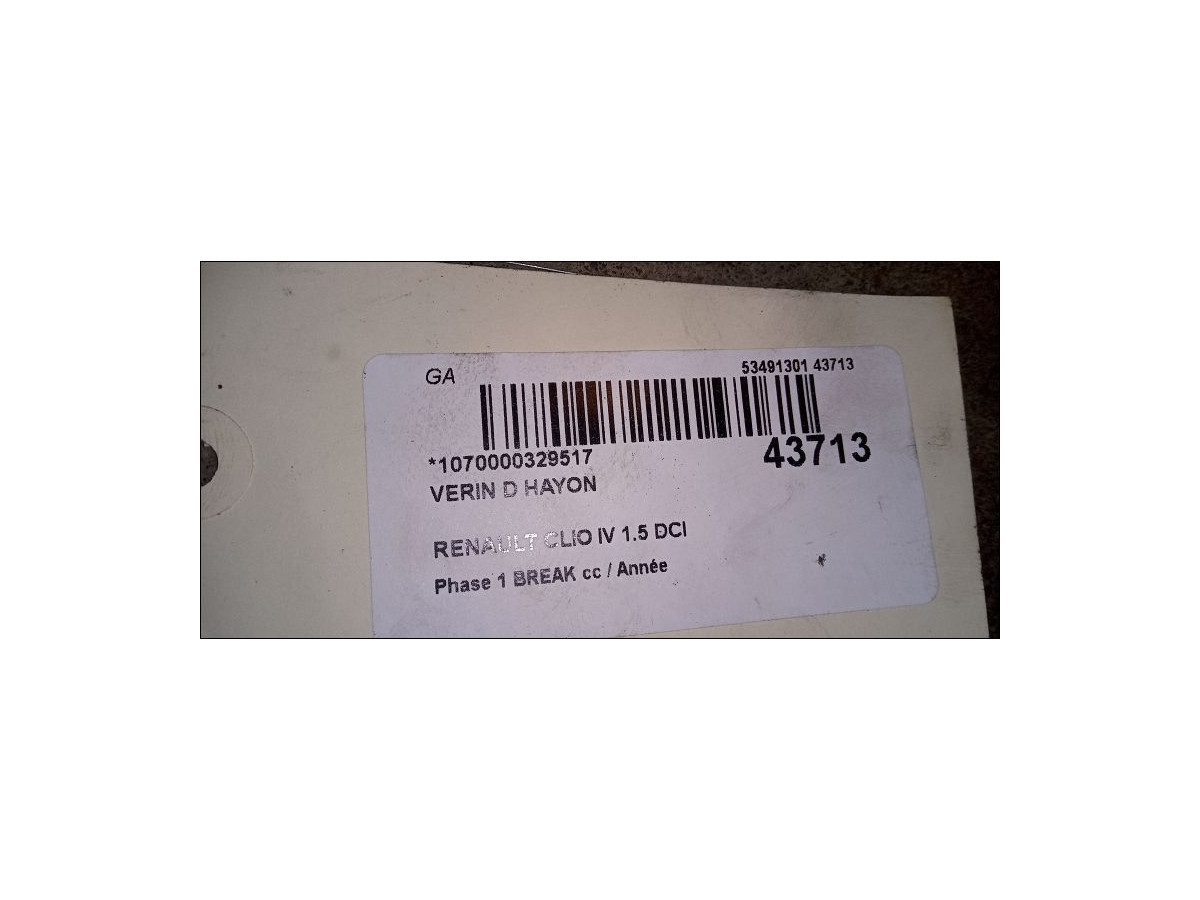 GA
53491301 43713
*1070000329517
43713
VERIN D HAYON
RENAULT CLIO IV 1.5 DCI
Phase 1 BREAK cc / Année